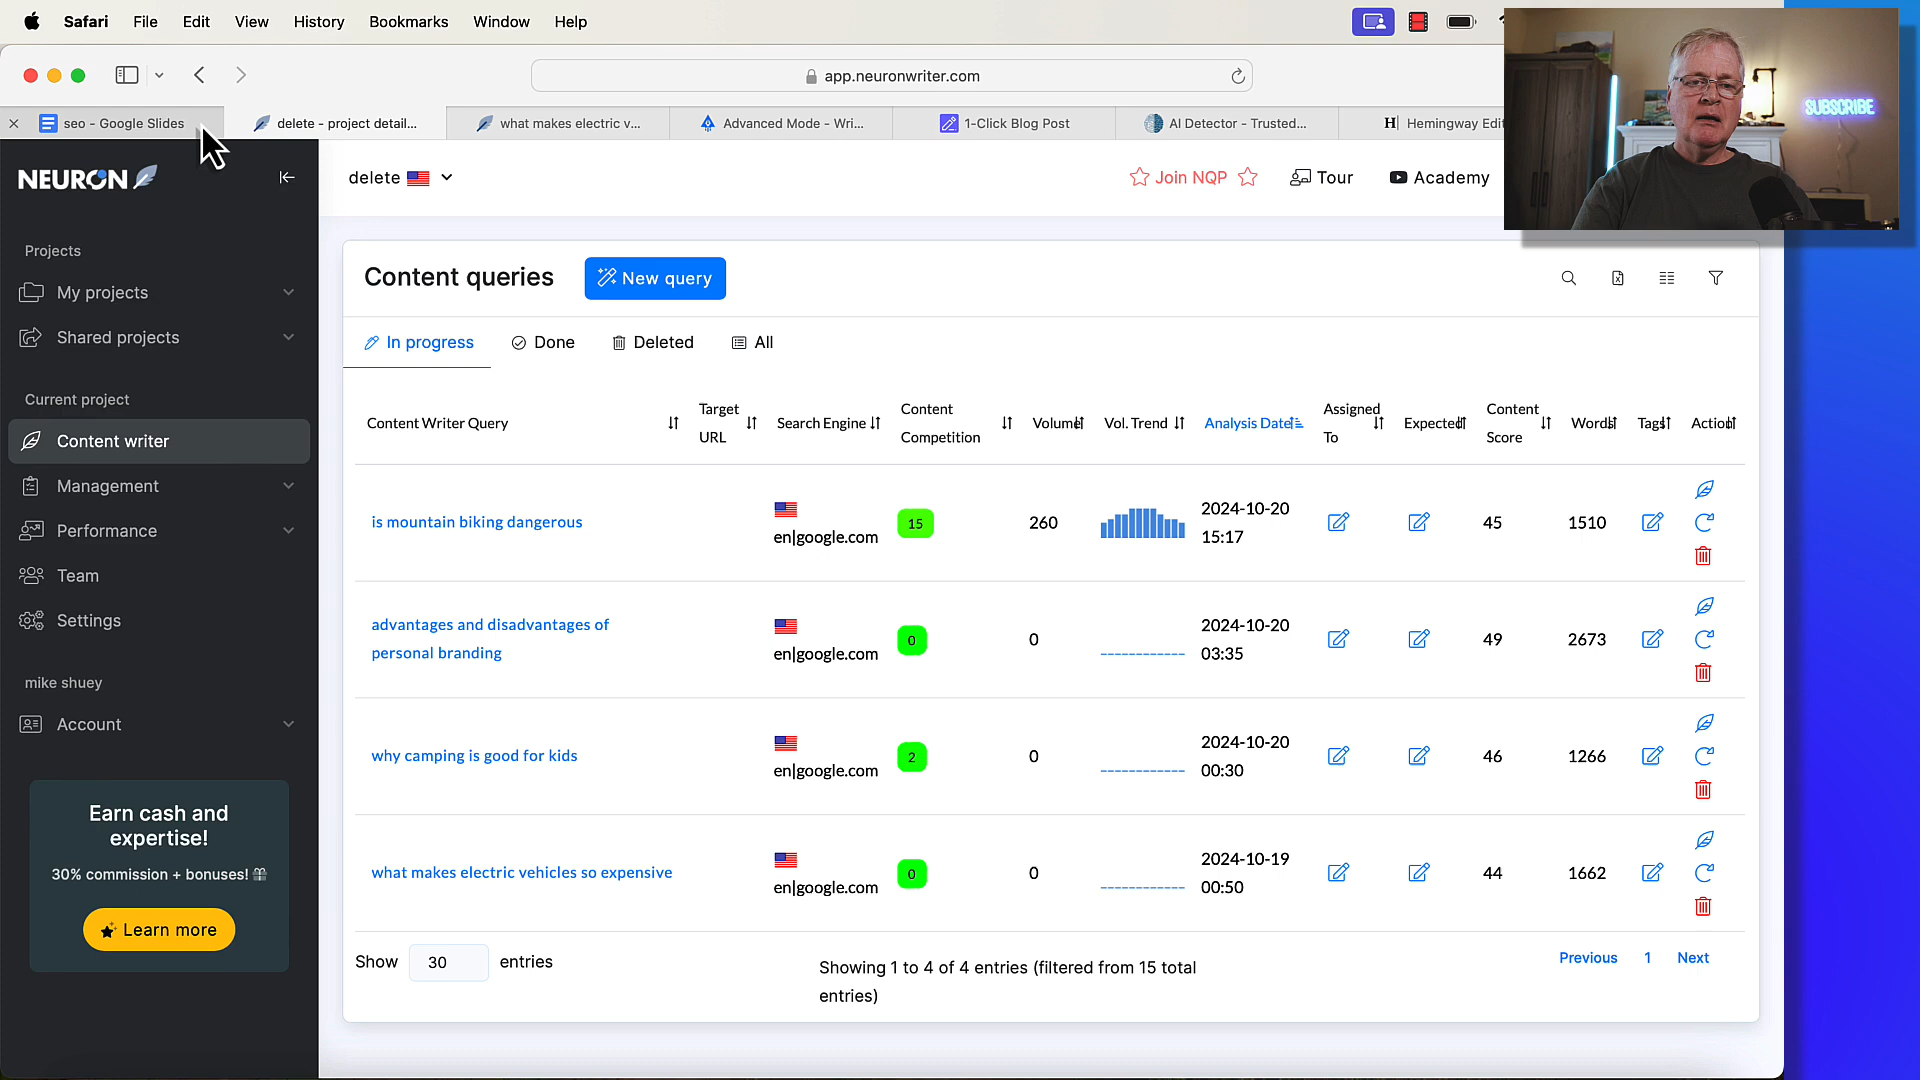 Safari File Edit View History Bookmarks Window Help
app.neuronwriter.com
seo - Google Slides
delete - project detail...
what makes electric v...
Advanced Mode - Wri...
1-Click Blog Post
AI Detector - Trusted...
H Hemingway Edit
SUBSCRIBE
NEURON
delete
Join NQP
Tour
Academy
Projects
My projects
Shared projects
Current project
Content writer
Management
Performance
Team
Settings
mike shuey
Account
Earn cash and
expertise!
30% commission + bonuses!
Learn more
Content queries
New query
In progress
Done
Deleted
All
Content Writer Query
Target
URL
Search Engine
Content
Competition
Volume
Vol. Trend
Analysis Date
Assigned
To
Expected
Content
Score
Words
Tags
Action
is mountain biking dangerous
en|google.com
15
260
2024-10-20
15:17
45
1510
advantages and disadvantages of
personal branding
en|google.com
0
0
2024-10-20
03:35
49
2673
why camping is good for kids
en|google.com
2
0
2024-10-20
00:30
46
1266
what makes electric vehicles so expensive
en|google.com
0
0
2024-10-19
00:50
44
1662
Show 30 entries
Showing 1 to 4 of 4 entries (filtered from 15 total
entries)
Previous 1 Next